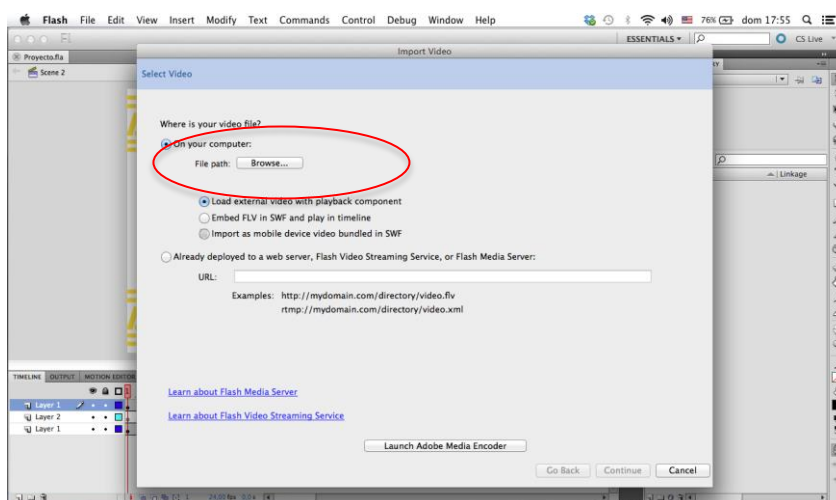 Flash File Edit View Insert Modify Text Commands Control Debug Window Help 76% dom 17:55
ESSENTIALS CS Live
Import Video
Proyecto.fla
Scene 2
Select Video
Where is your video file?
On your computer:
File path: Browse...
Load external video with playback component
Embed FLV in SWF and play in timeline
Import as mobile device video bundled in SWF
Already deployed to a web server, Flash Video Streaming Service, or Flash Media Server:
URL:
Examples: http://mydomain.com/directory/video.flv
rtmp://mydomain.com/directory/video.xml
Linkage
TIMELINE OUTPUT MOTION EDITOR
Layer 1
Layer 2
Layer 1
Learn about Flash Media Server
Learn about Flash Video Streaming Service
Launch Adobe Media Encoder
Go Back Continue Cancel